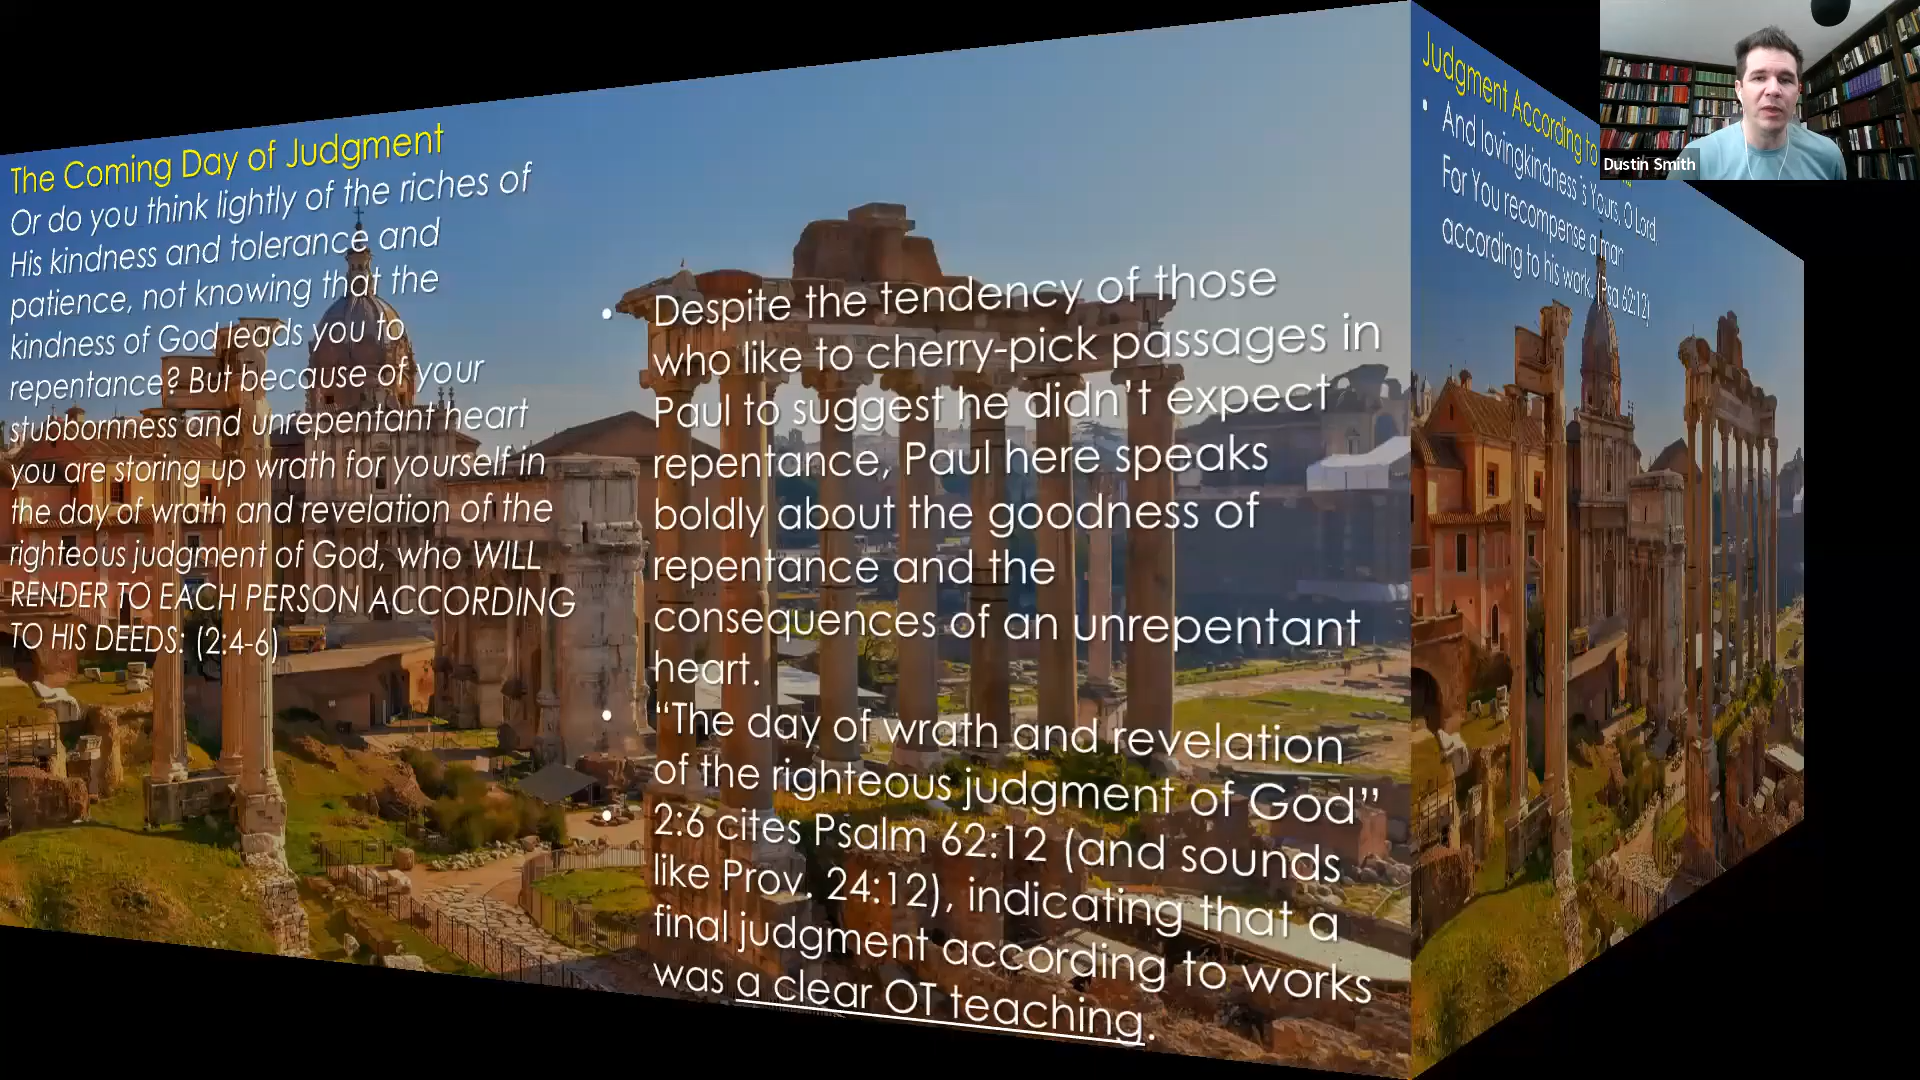 The Coming Day of Judgment
Or do you think lightly of the riches of
His kindness and tolerance and
patience, not knowing that the
kindness of God leads you to
repentance? But because of your
stubbornness and unrepentant heart
you are storing up wrath for yourself in
the day of wrath and revelation of the
righteous judgment of God, who WILL
RENDER TO EACH PERSON ACCORDING
TO HIS DEEDS: (2:4-6)
• Despite the tendency of those
who like to cherry-pick passages in
Paul to suggest he didn't expect
repentance, Paul here speaks
boldly about the goodness of
repentance and the
consequences of an unrepentant
heart.
• “The day of wrath and revelation
of the righteous judgment of God”
• 2:6 cites Psalm 62:12 (and sounds
like Prov. 24:12), indicating that a
final judgment according to works
was a clear OT teaching.
Judgment According to
• And lovingkindness is Yours, O Lord,
For You recompense a man
according to his work. (Psa 62:12)
Dustin Smith